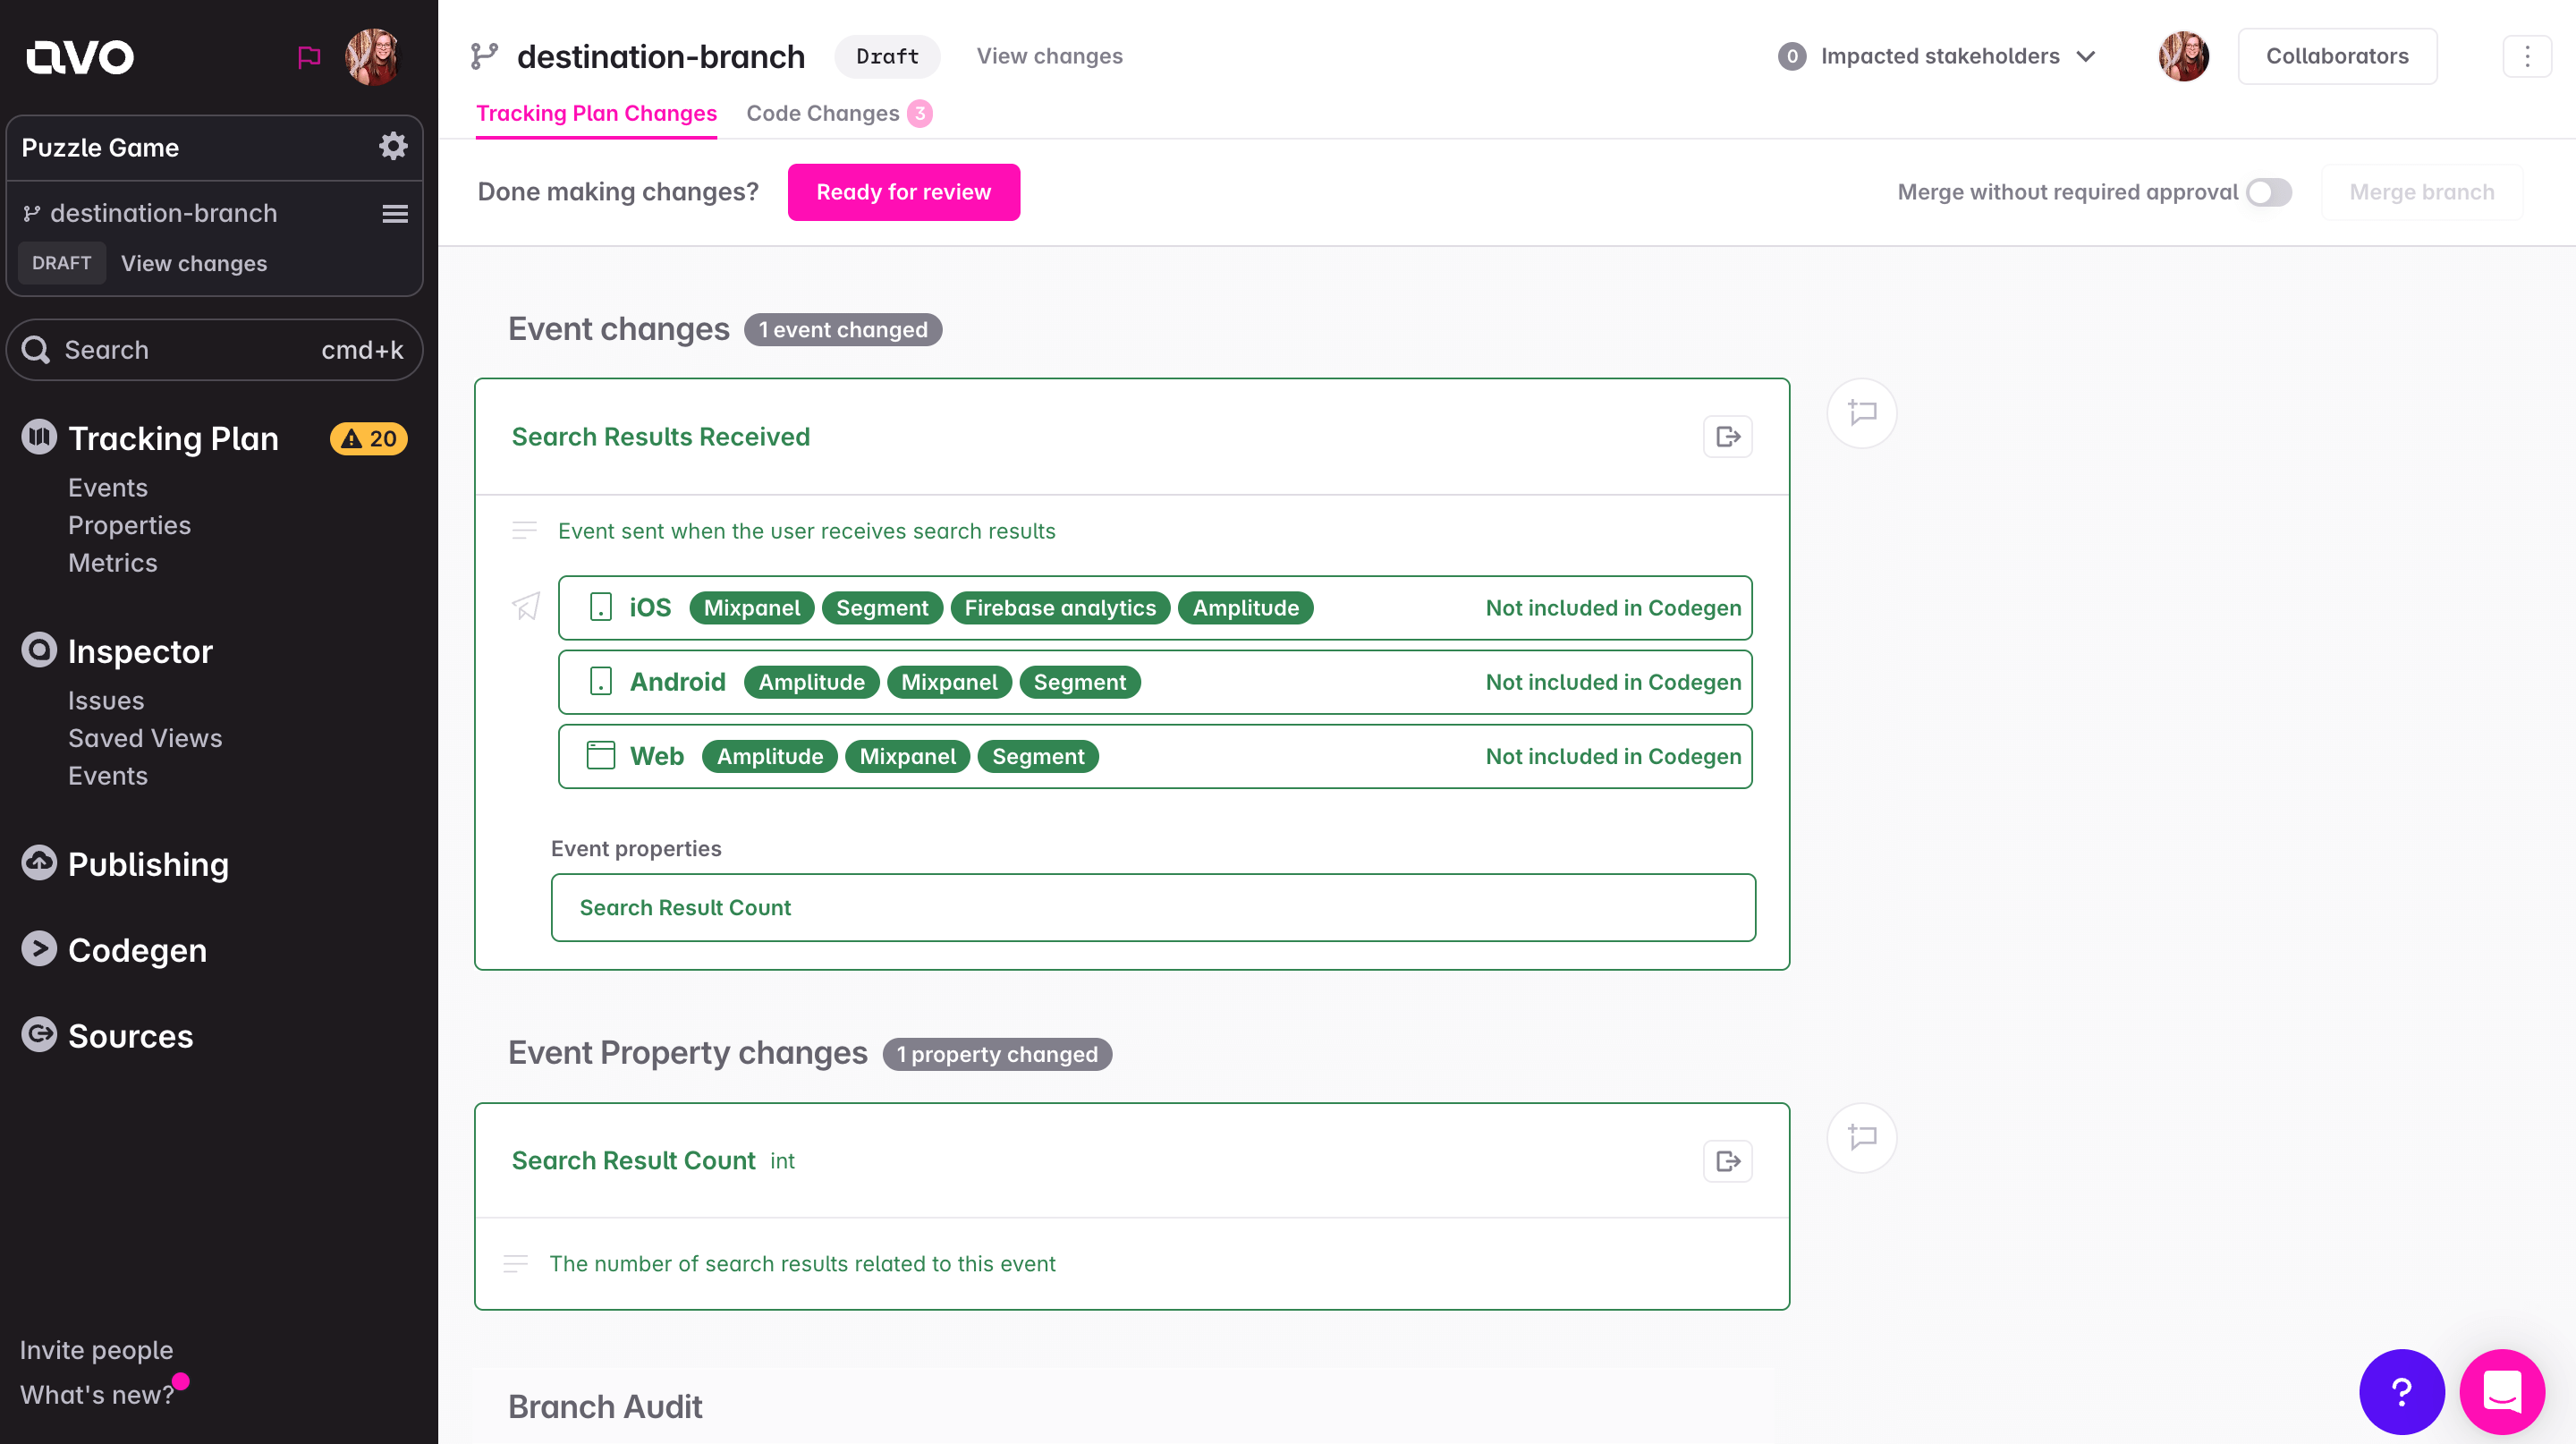 avo
Puzzle Game
destination-branch
DRAFT View changes
Search cmd+k
Tracking Plan 20
Events
Properties
Metrics
Inspector
Issues
Saved Views
Events
Publishing
Codegen
Sources
Invite people
What's new?
destination-branch Draft View changes 0 Impacted stakeholders Collaborators
Tracking Plan Changes Code Changes 3
Done making changes? Ready for review Merge without required approval Merge branch
Event changes 1 event changed
Search Results Received
Event sent when the user receives search results
iOS Mixpanel Segment Firebase analytics Amplitude Not included in Codegen
Android Amplitude Mixpanel Segment Not included in Codegen
Web Amplitude Mixpanel Segment Not included in Codegen
Event properties
Search Result Count
Event Property changes 1 property changed
Search Result Count int
The number of search results related to this event
Branch Audit
?